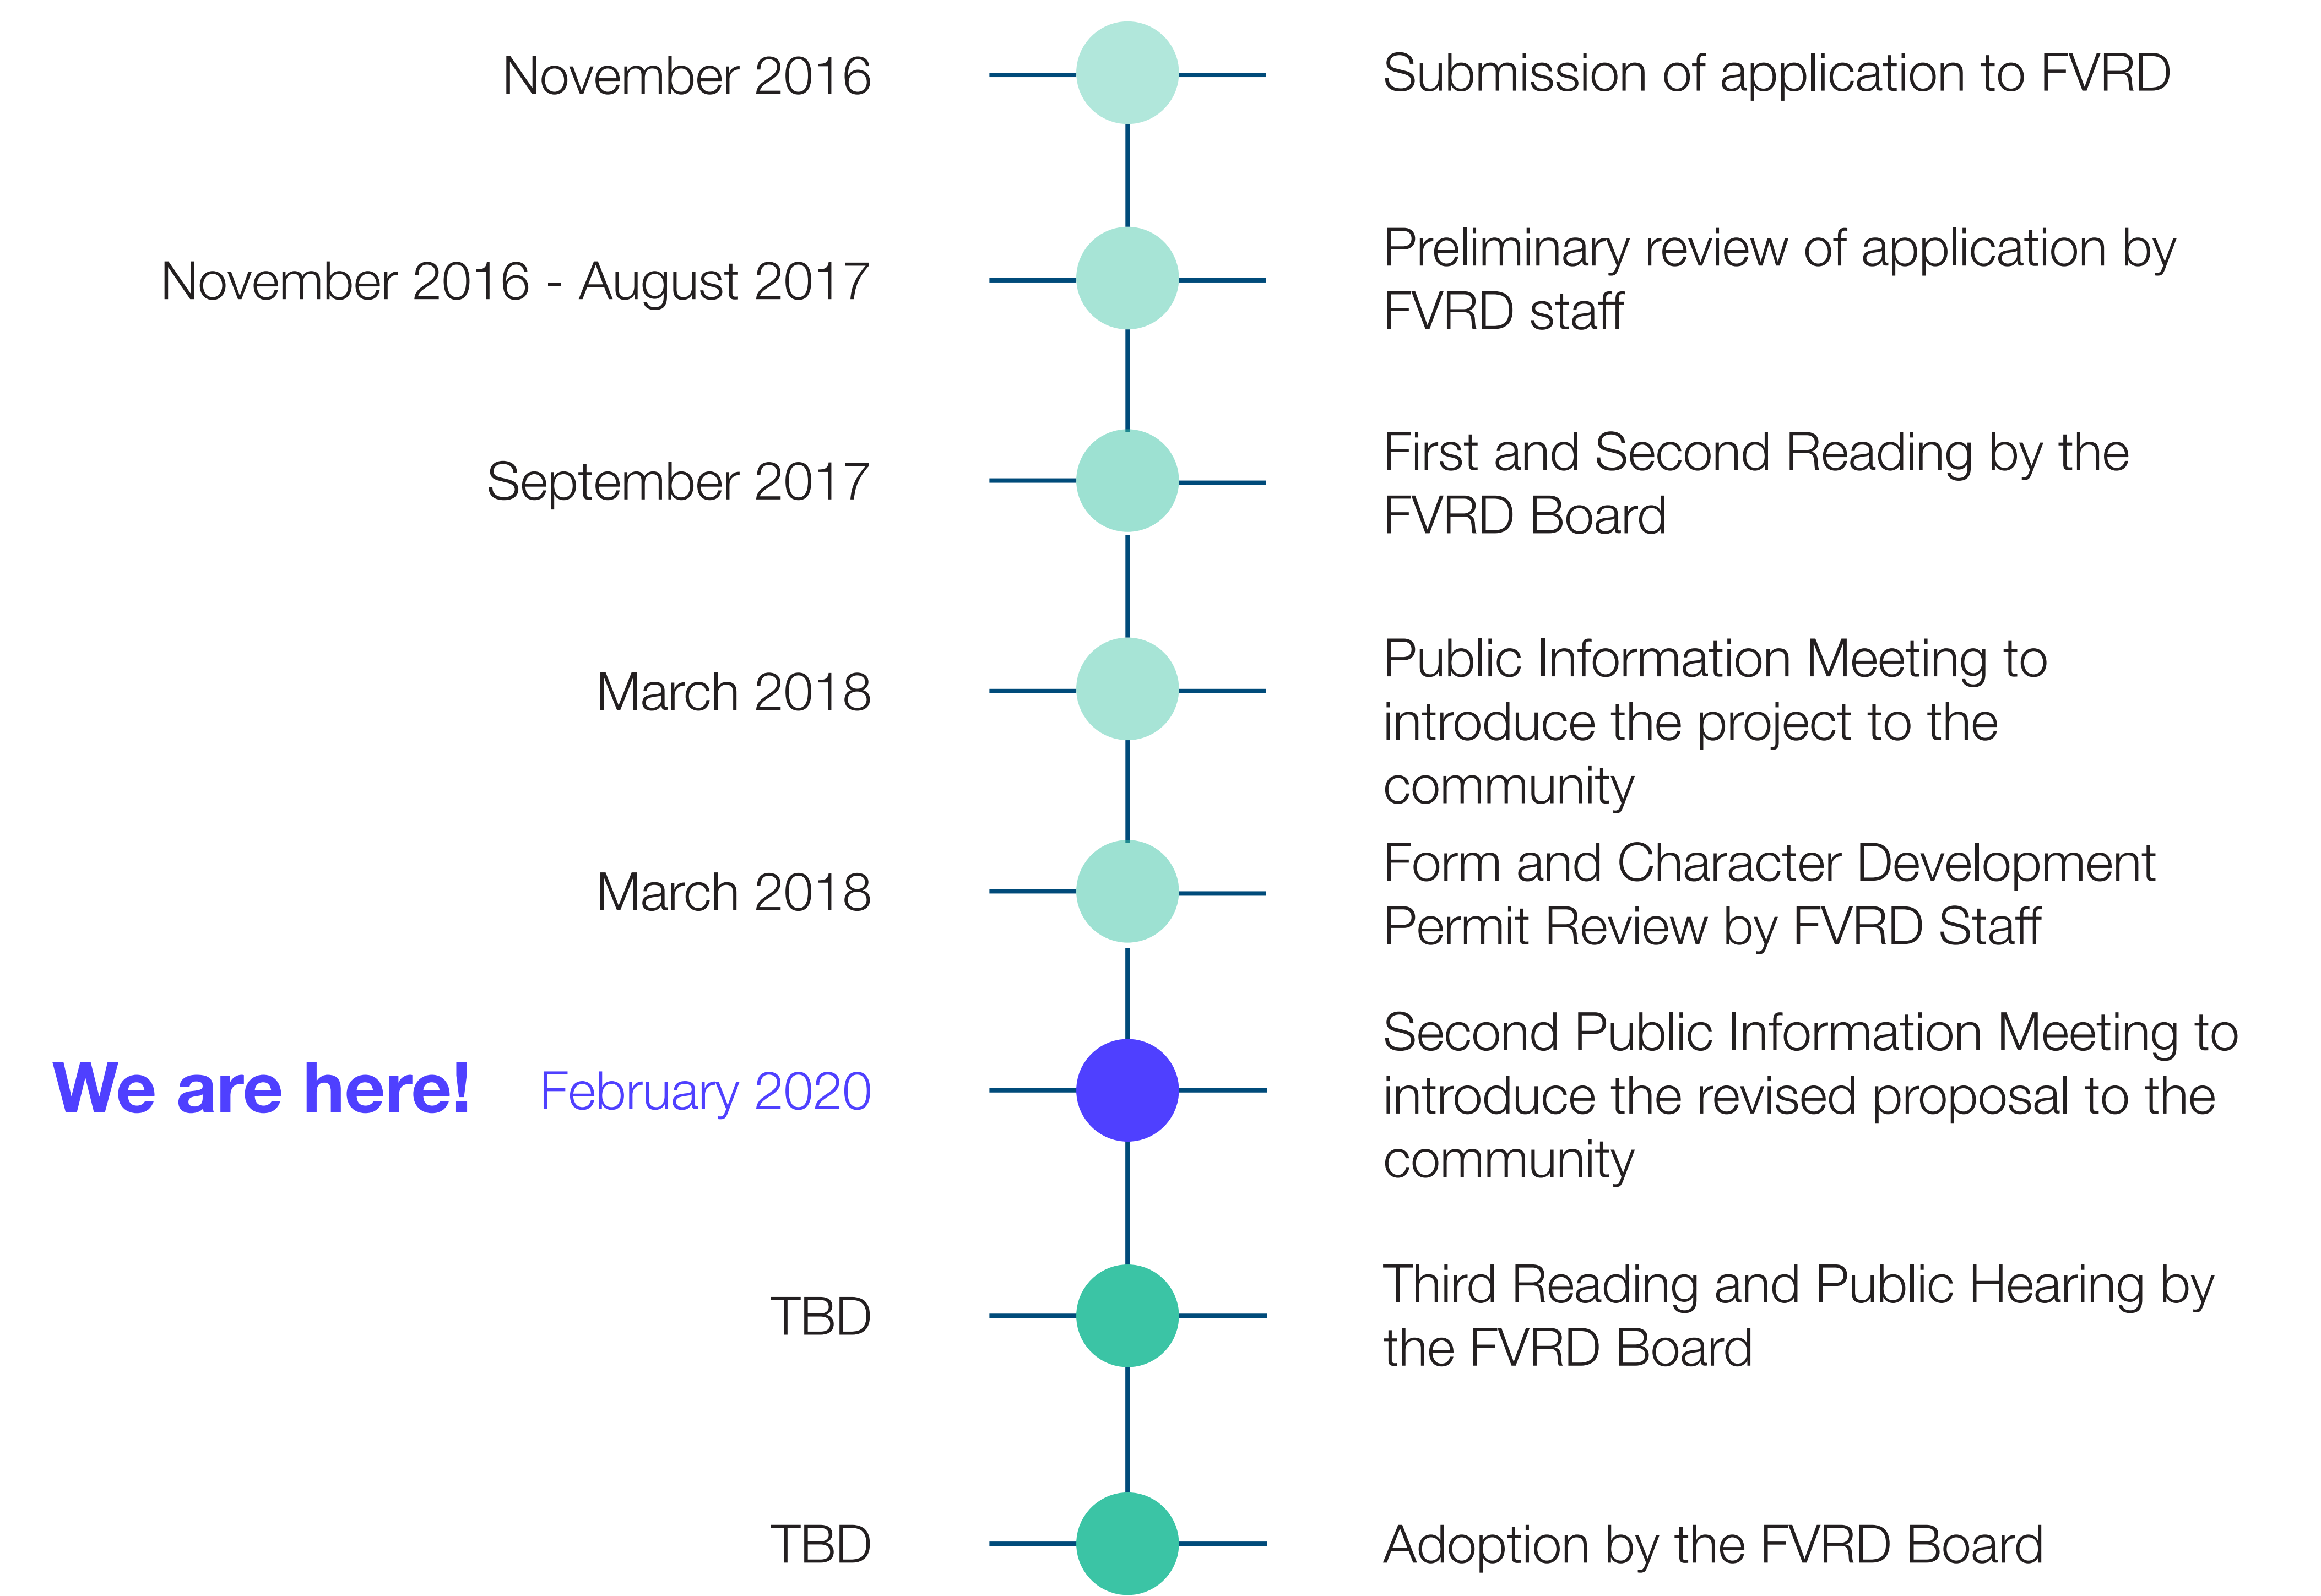 November 2016
Submission of application to FVRD
November 2016 - August 2017
Preliminary review of application by
FVRD staff
September 2017
First and Second Reading by the
FVRD Board
March 2018
Public Information Meeting to
introduce the project to the
community
March 2018
Form and Character Development
Permit Review by FVRD Staff
We are here! February 2020
Second Public Information Meeting to
introduce the revised proposal to the
community
TBD
Third Reading and Public Hearing by
the FVRD Board
TBD
Adoption by the FVRD Board